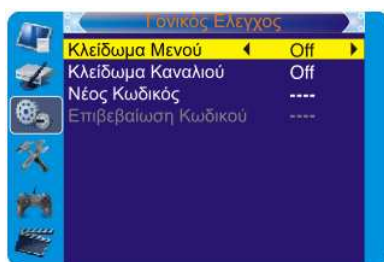 Γονικός Έλεγχος
Κλείδωμα Μενού Off
Κλείδωμα Καναλιού Off
Νέος Κωδικός ----
Επιβεβαίωση Κωδικού ----